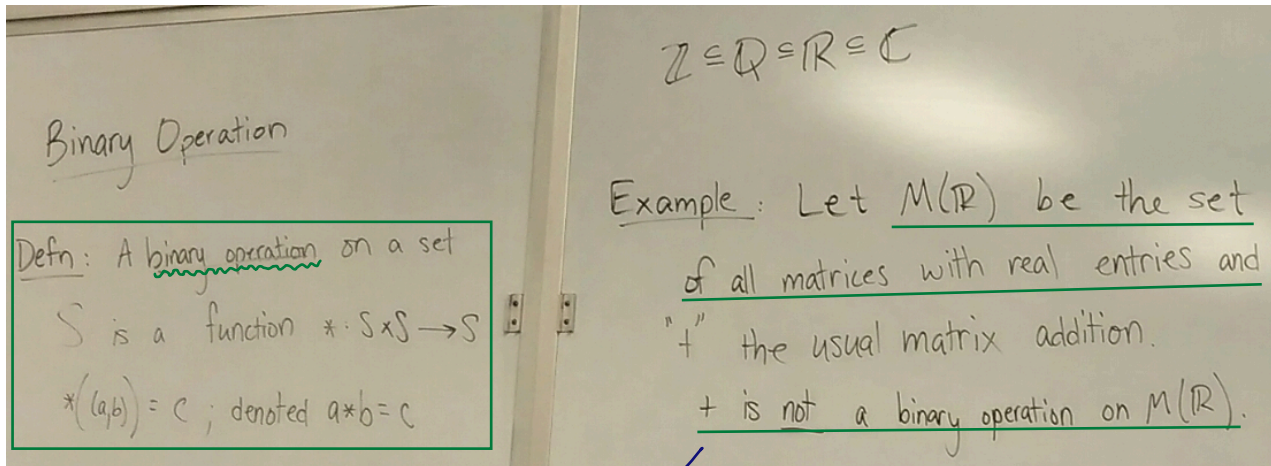 Binary Operation
Defn: A binary operation on a set
S is a function *: S×S → S
*((a,b)) = c ; denoted a*b = c
ℤ ⊆ ℚ ⊆ ℝ ⊆ ℂ
Example: Let M(ℝ) be the set
of all matrices with real entries and
"+" the usual matrix addition.
+ is not a binary operation on M(ℝ).